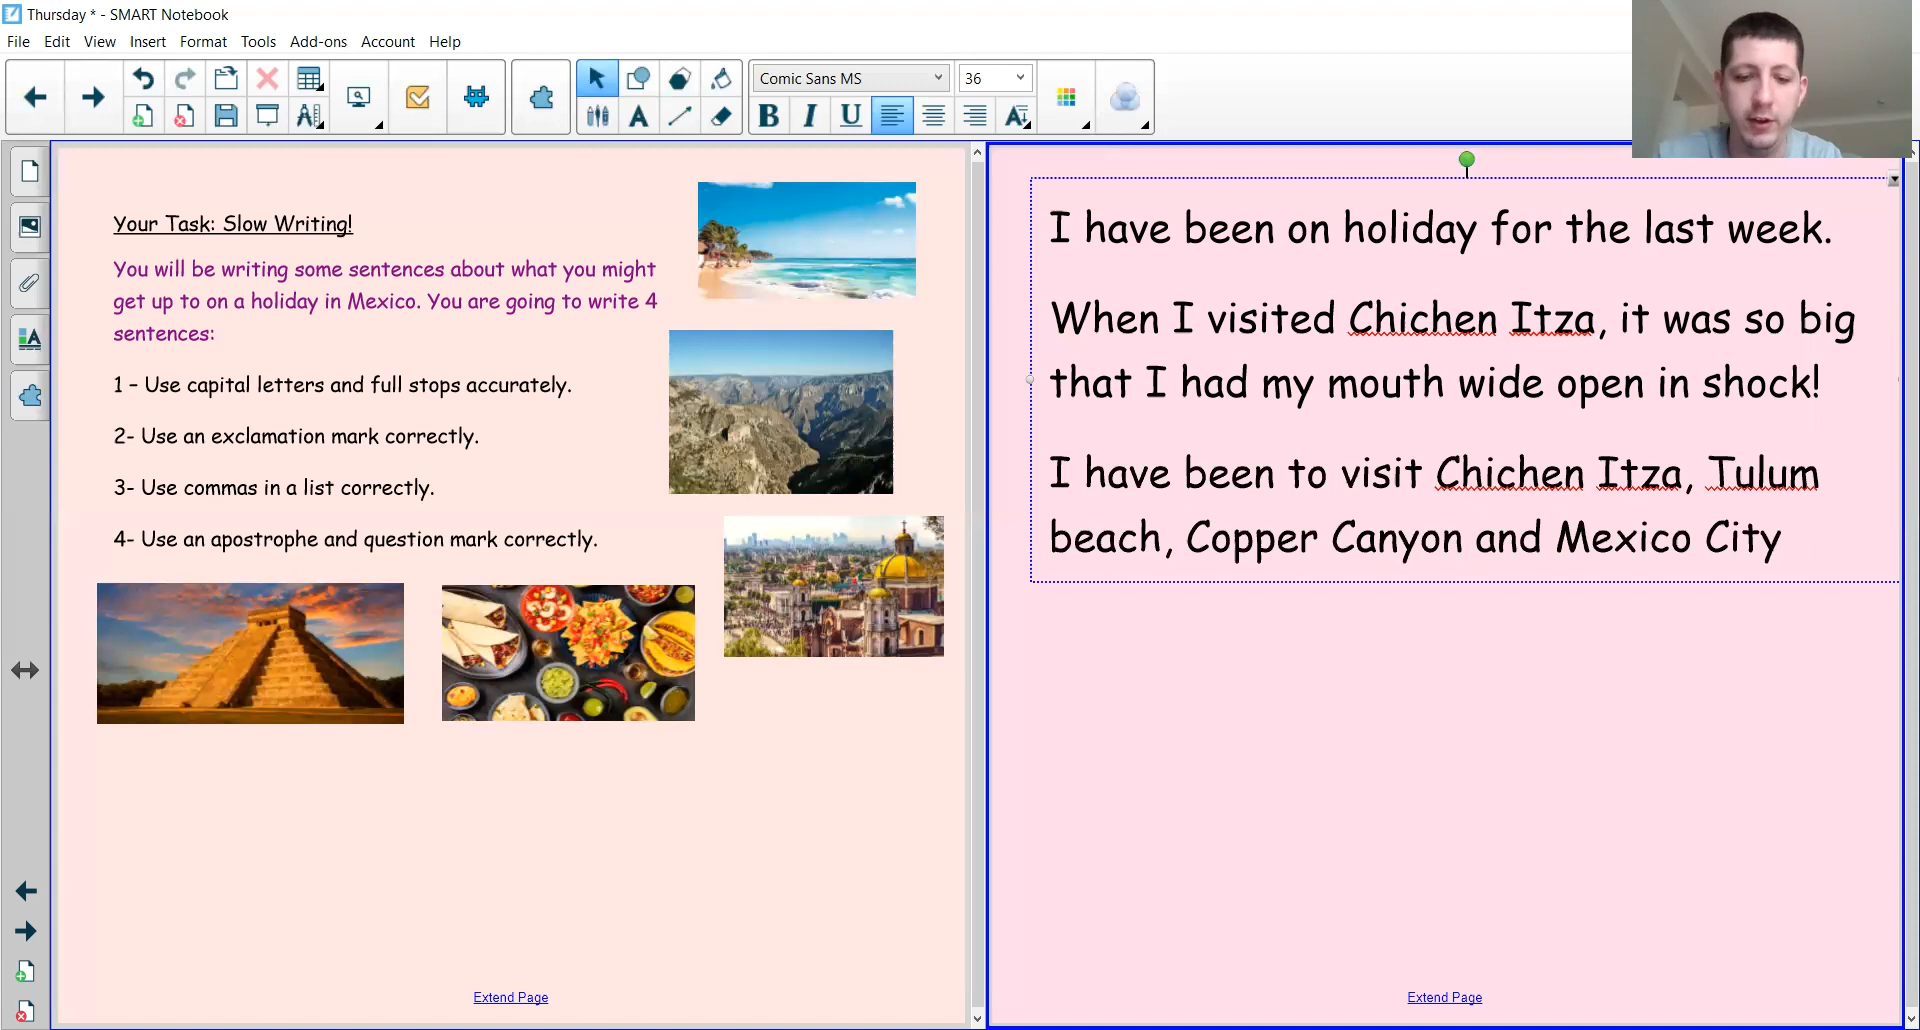 Thursday * - SMART Notebook
File Edit View Insert Format Tools Add-ons Account Help
Comic Sans MS
36
B I U A
Your Task: Slow Writing!
You will be writing some sentences about what you might
get up to on a holiday in Mexico. You are going to write 4
sentences:
1 – Use capital letters and full stops accurately.
2- Use an exclamation mark correctly.
3- Use commas in a list correctly.
4- Use an apostrophe and question mark correctly.
Extend Page
I have been on holiday for the last week.
When I visited Chichen Itza, it was so big
that I had my mouth wide open in shock!
I have been to visit Chichen Itza, Tulum
beach, Copper Canyon and Mexico City
Extend Page